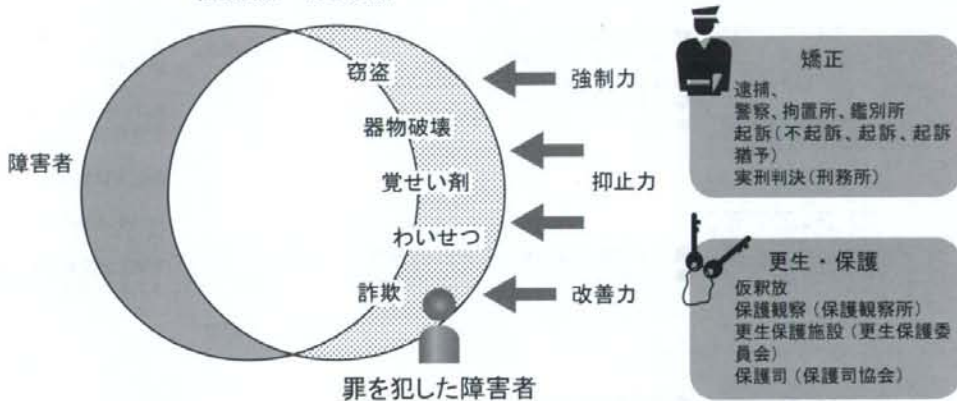 障害者
窃盗
器物破壊
覚せい剤
わいせつ
詐欺
強制力
抑止力
改善力
罪を犯した障害者
矯正
逮捕、
警察、拘置所、鑑別所
起訴（不起訴、起訴、起訴
猶予）
実刑判決（刑務所）
更生・保護
仮釈放
保護観察（保護観察所）
更生保護施設（更生保護委
員会）
保護司（保護司協会）